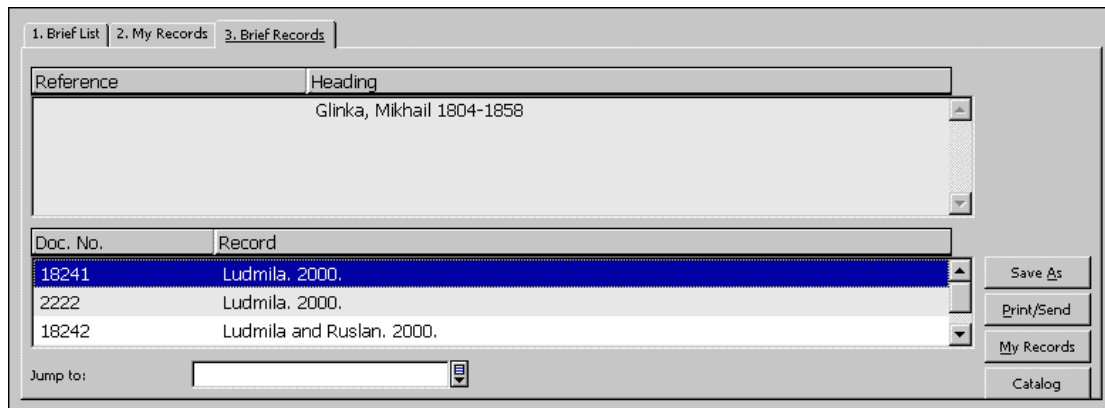 1. Brief List 2. My Records 3. Brief Records
Reference Heading
Glinka, Mikhail 1804-1858
Doc. No. Record
18241 Ludmila. 2000.
2222 Ludmila. 2000.
18242 Ludmila and Ruslan. 2000.
Save As
Print/Send
My Records
Catalog
Jump to: